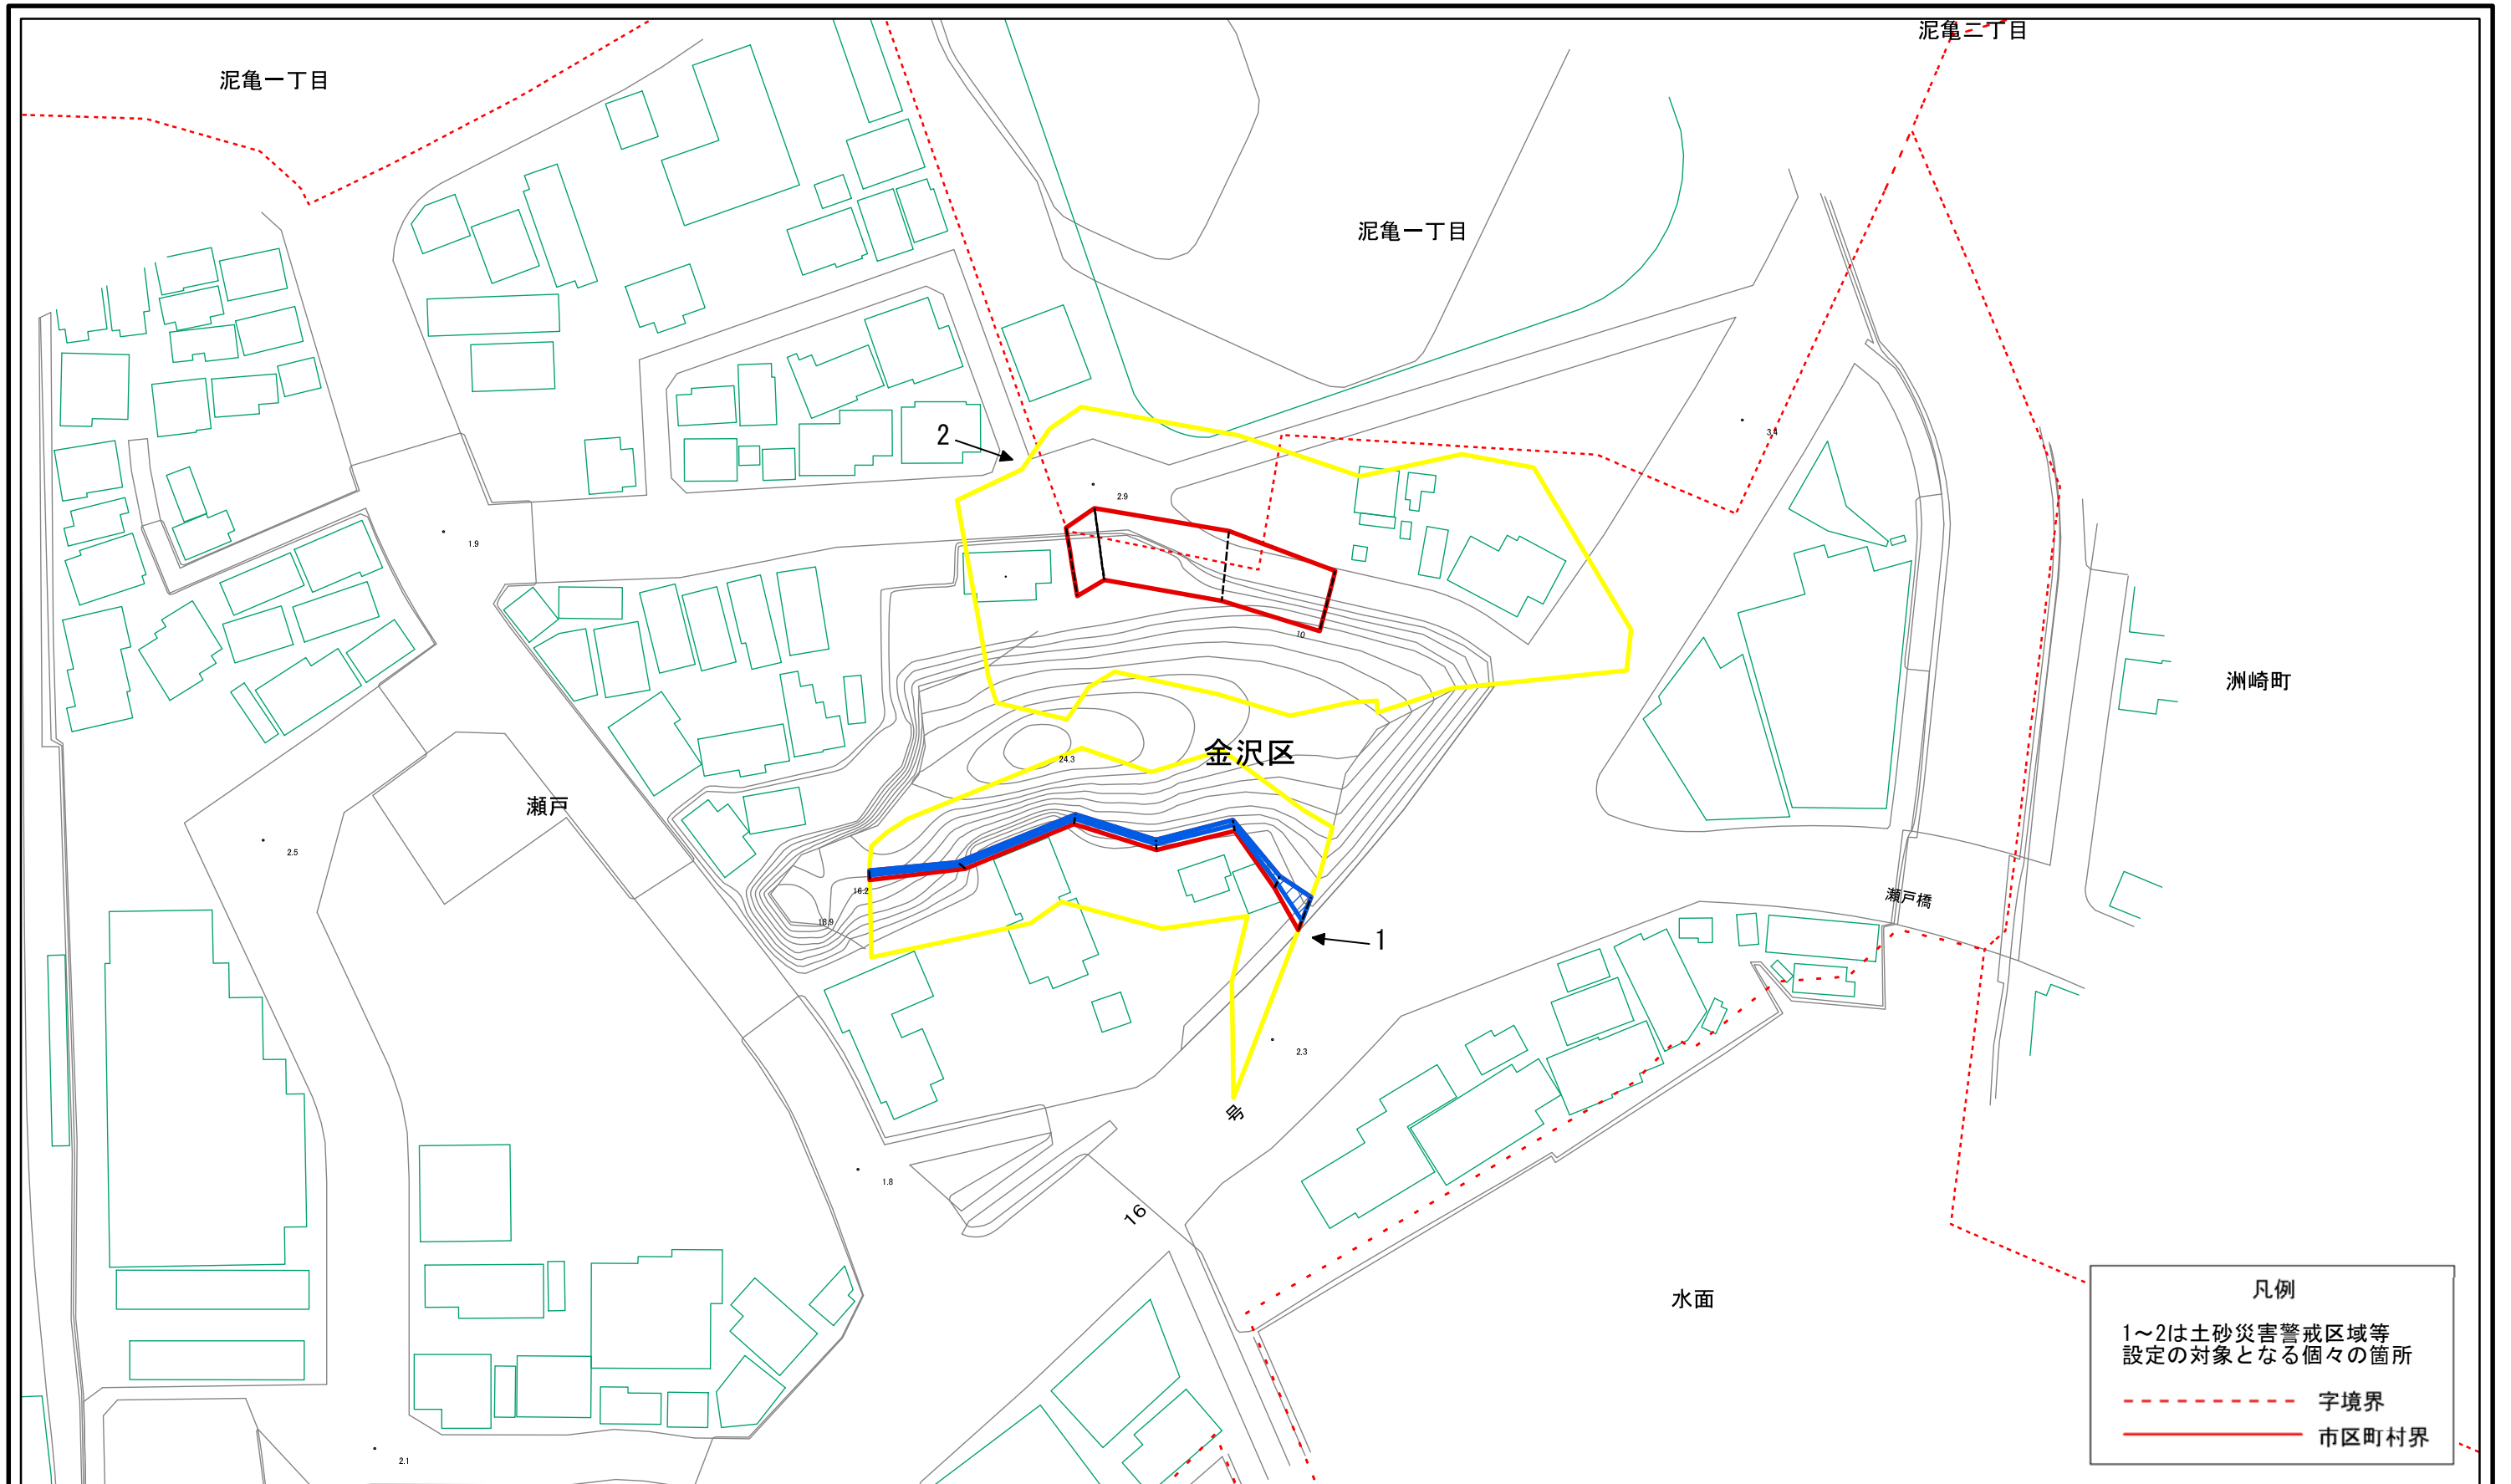 泥亀二丁目
泥亀一丁目
泥亀一丁目
2
3.4
2.9
1.9
10
洲崎町
金沢区
24.3
瀬戸
2.5
16.2
18.9
瀬戸橋
1
2.3
号
1.8
16
水面
2.1
凡例
1～2は土砂災害警戒区域等
設定の対象となる個々の箇所
字境界
市区町村界